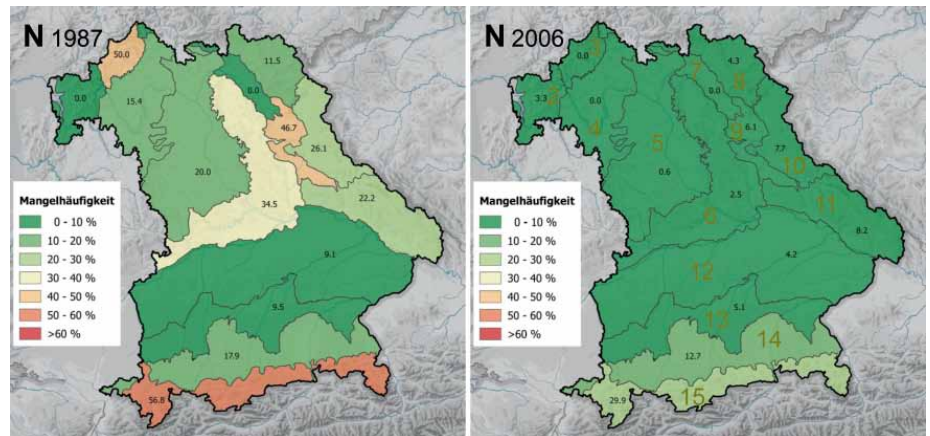 N 1987
50.0
11.5
0.0
0.0
15.4
46.7
26.1
20.0
22.2
34.5
9.1
9.5
17.9
56.8
Mangelhäufigkeit
0 - 10 %
10 - 20 %
20 - 30 %
30 - 40 %
40 - 50 %
50 - 60 %
>60 %
N 2006
1
0.0
4.3
7
8
3.3
2
0.0
0.0
4
9
6.1
5
7.7
10
0.6
2.5
11
6
8.2
4.2
12
5.1
13
14
12.7
29.9
15
Mangelhäufigkeit
0 - 10 %
10 - 20 %
20 - 30 %
30 - 40 %
40 - 50 %
50 - 60 %
>60 %